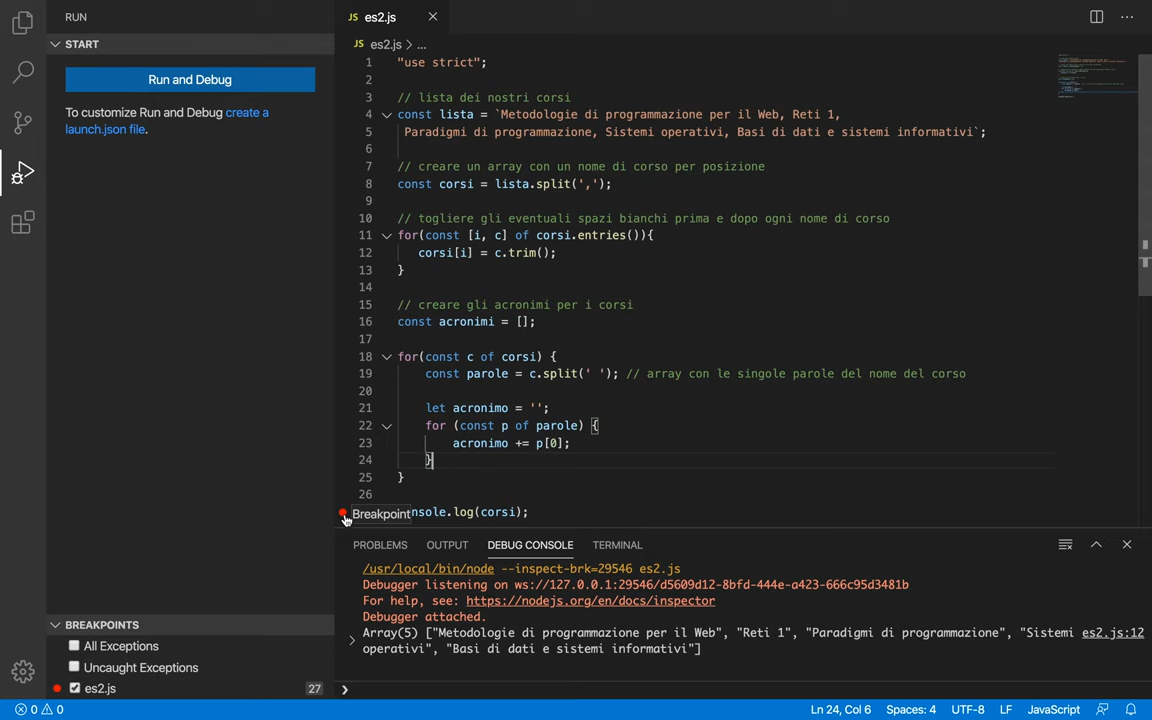 RUN
START
Run and Debug
To customize Run and Debug create a
launch.json file.
BREAKPOINTS
All Exceptions
Uncaught Exceptions
es2.js 27
JS es2.js
JS es2.js > ...
1 "use strict";
2
3 // lista dei nostri corsi
4 const lista = `Metodologie di programmazione per il Web, Reti 1,
5 Paradigmi di programmazione, Sistemi operativi, Basi di dati e sistemi informativi`;
6
7 // creare un array con un nome di corso per posizione
8 const corsi = lista.split(',');
9
10 // togliere gli eventuali spazi bianchi prima e dopo ogni nome di corso
11 for(const [i, c] of corsi.entries()){
12 corsi[i] = c.trim();
13 }
14
15 // creare gli acronimi per i corsi
16 const acronimi = [];
17
18 for(const c of corsi) {
19 const parole = c.split(' '); // array con le singole parole del nome del corso
20
21 let acronimo = '';
22 for (const p of parole) {
23 acronimo += p[0];
24 }
25 }
26
Breakpoint nsole.log(corsi);
PROBLEMS OUTPUT DEBUG CONSOLE TERMINAL
/usr/local/bin/node --inspect-brk=29546 es2.js
Debugger listening on ws://127.0.0.1:29546/d5609d12-8bfd-444e-a423-666c95d3481b
For help, see: https://nodejs.org/en/docs/inspector
Debugger attached.
Array(5) ["Metodologie di programmazione per il Web", "Reti 1", "Paradigmi di programmazione", "Sistemi es2.js:12
operativi", "Basi di dati e sistemi informativi"]
0 0 Ln 24, Col 6 Spaces: 4 UTF-8 LF JavaScript